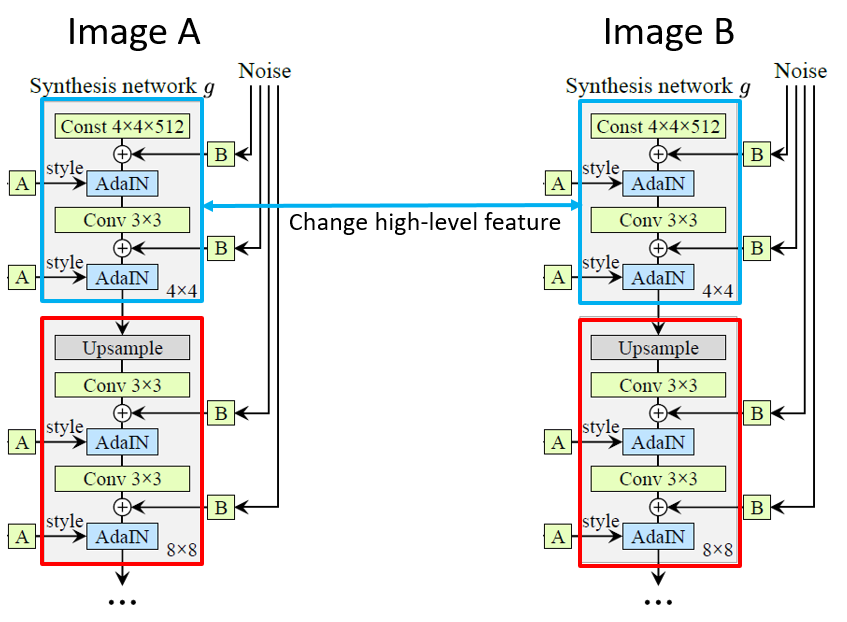 Image A
Noise
Synthesis network g
Const 4×4×512
B
style
A
AdaIN
Conv 3×3
B
style
A
AdaIN
4×4
Upsample
Conv 3×3
B
style
A
AdaIN
Conv 3×3
B
style
A
AdaIN
8×8
...
Change high-level feature
Image B
Noise
Synthesis network g
Const 4×4×512
B
style
A
AdaIN
Conv 3×3
B
style
A
AdaIN
4×4
Upsample
Conv 3×3
B
style
A
AdaIN
Conv 3×3
B
style
A
AdaIN
8×8
...